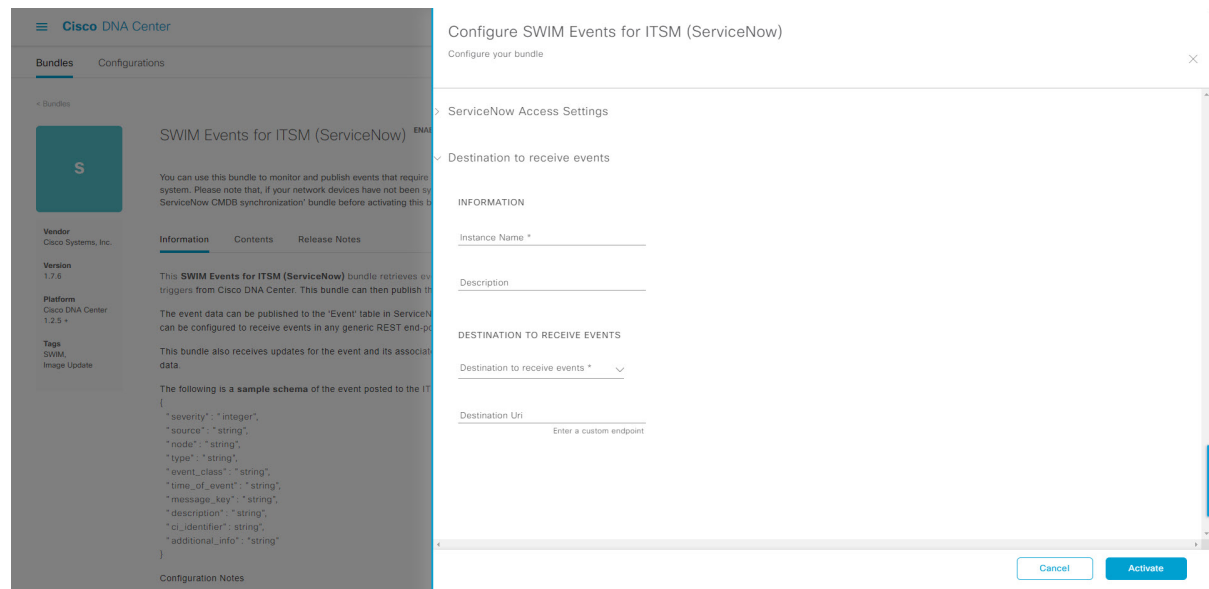 Cisco DNA Center
Bundles Configurations
< Bundles
S
Vendor
Cisco Systems, Inc.
Version
1.7.6
Platform
Cisco DNA Center
1.2.5 +
Tags
SWIM,
Image Update
SWIM Events for ITSM (ServiceNow)
You can use this bundle to monitor and publish events that require
system. Please note that, if your network devices have not been
ServiceNow CMDB synchronization' bundle before activating this
Information Contents Release Notes
This SWIM Events for ITSM (ServiceNow) bundle retrieves
triggers from Cisco DNA Center. This bundle can then publish
The event data can be published to the 'Event' table in
can be configured to receive events in any generic REST
This bundle also receives updates for the event and its
data.
The following is a sample schema of the event posted to the
{
"severity" : "integer",
"source" : "string",
"node" : "string",
"type" : "string",
"event_class" : "string",
"time_of_event" : "string",
"message_key" : "string",
"description" : "string",
"ci_identifier" : string",
"additional_info" : "string"
}
Configuration Notes
Configure SWIM Events for ITSM (ServiceNow)
Configure your bundle
> ServiceNow Access Settings
Destination to receive events
INFORMATION
Instance Name *
Description
DESTINATION TO RECEIVE EVENTS
Destination to receive events *
Destination Uri
Enter a custom endpoint
Cancel Activate